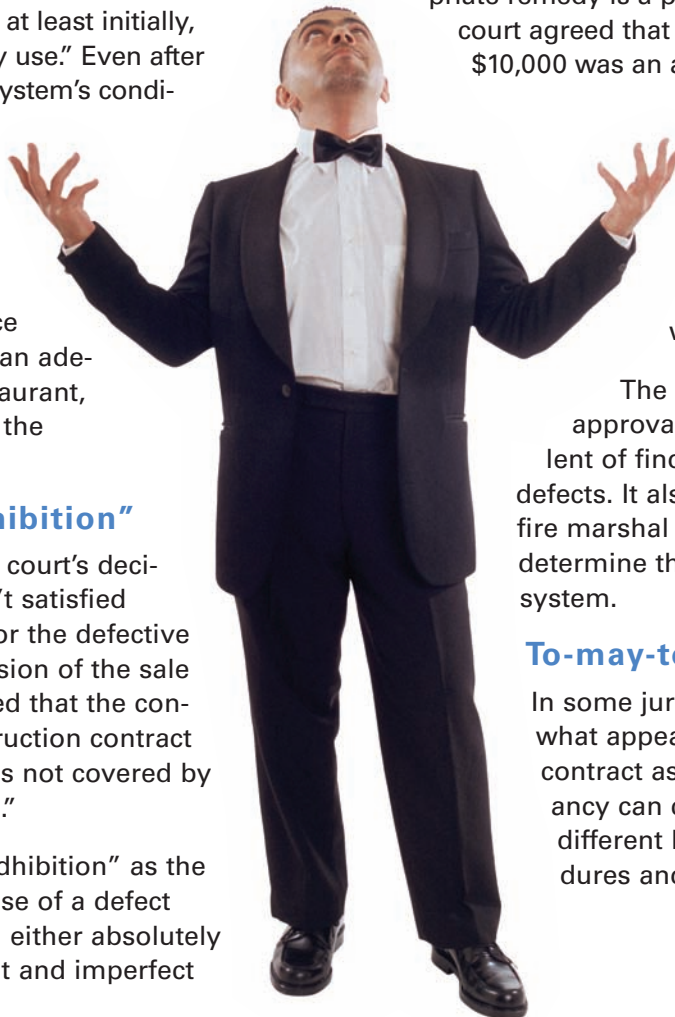 at least initially,
y use.” Even after
ystem’s condi-
ce
an ade-
aurant,
the
hibition”
court’s deci-
’t satisfied
or the defective
sion of the sale
ed that the con-
ruction contract
s not covered by
.”
dhibition” as the
se of a defect
either absolutely
t and imperfect
priate remedy is a p
court agreed that
$10,000 was an a
w
The
approva
lent of find
defects. It als
fire marshal
determine th
system.
To-may-to
In some jur
what appea
contract as
ancy can c
different l
dures and